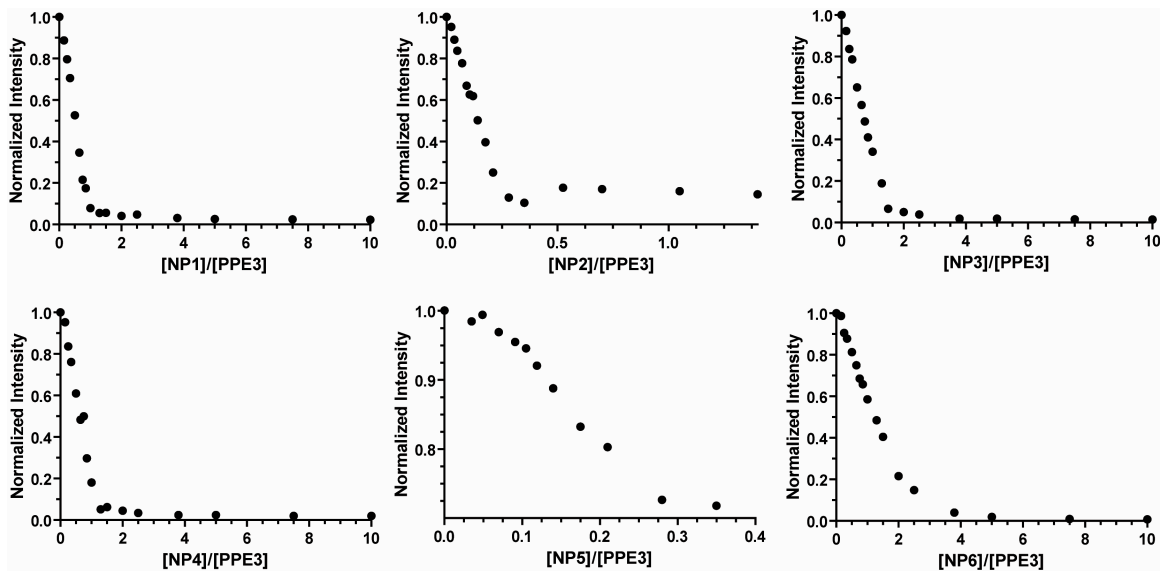 Normalized Intensity
1.0
0.8
0.6
0.4
0.2
0.0
0 2 4 6 8 10
[NP1]/[PPE3]
Normalized Intensity
1.0
0.8
0.6
0.4
0.2
0.0
0.0 0.5 1.0
[NP2]/[PPE3]
Normalized Intensity
1.0
0.8
0.6
0.4
0.2
0.0
0 2 4 6 8 10
[NP3]/[PPE3]
Normalized Intensity
1.0
0.8
0.6
0.4
0.2
0.0
0 2 4 6 8 10
[NP4]/[PPE3]
Normalized Intensity
1.0
0.9
0.8
0.0 0.1 0.2 0.3 0.4
[NP5]/[PPE3]
Normalized Intensity
1.0
0.8
0.6
0.4
0.2
0.0
0 2 4 6 8 10
[NP6]/[PPE3]